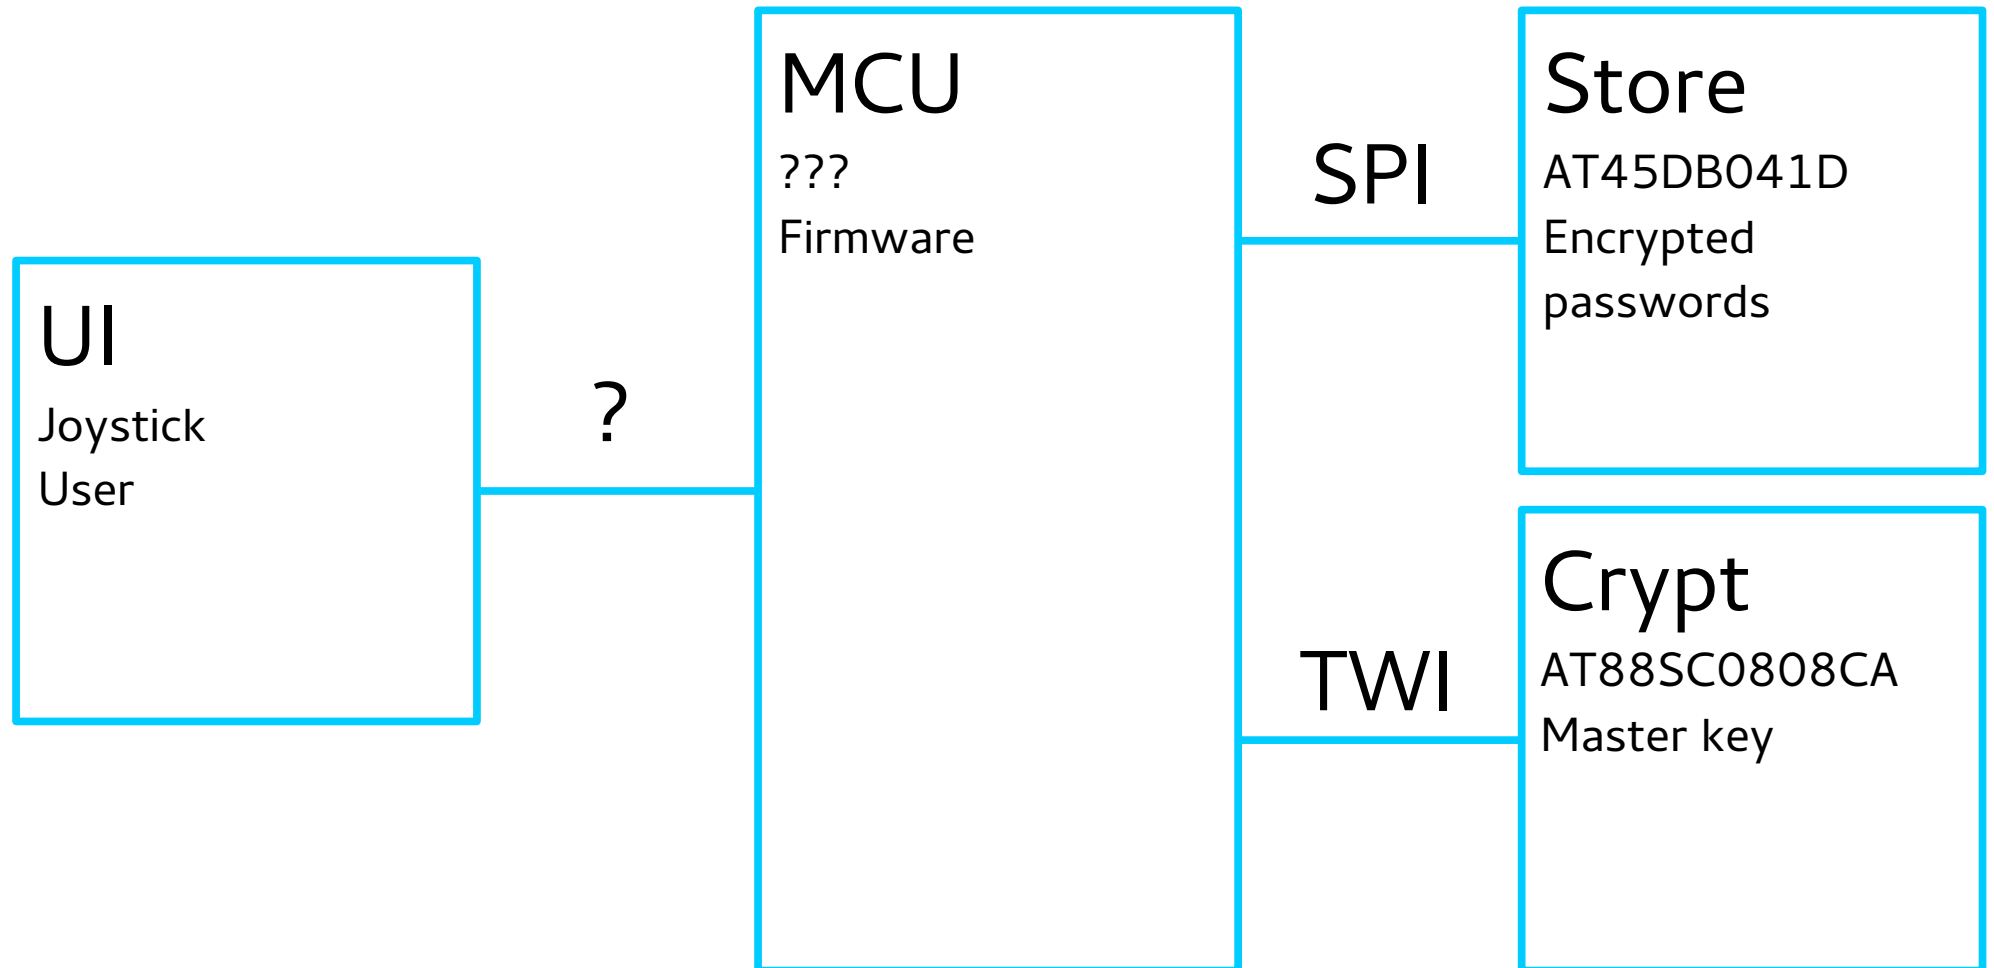 UI
Joystick
User
?
MCU
???
Firmware
SPI
Store
AT45DB041D
Encrypted
passwords
TWI
Crypt
AT88SC0808CA
Master key